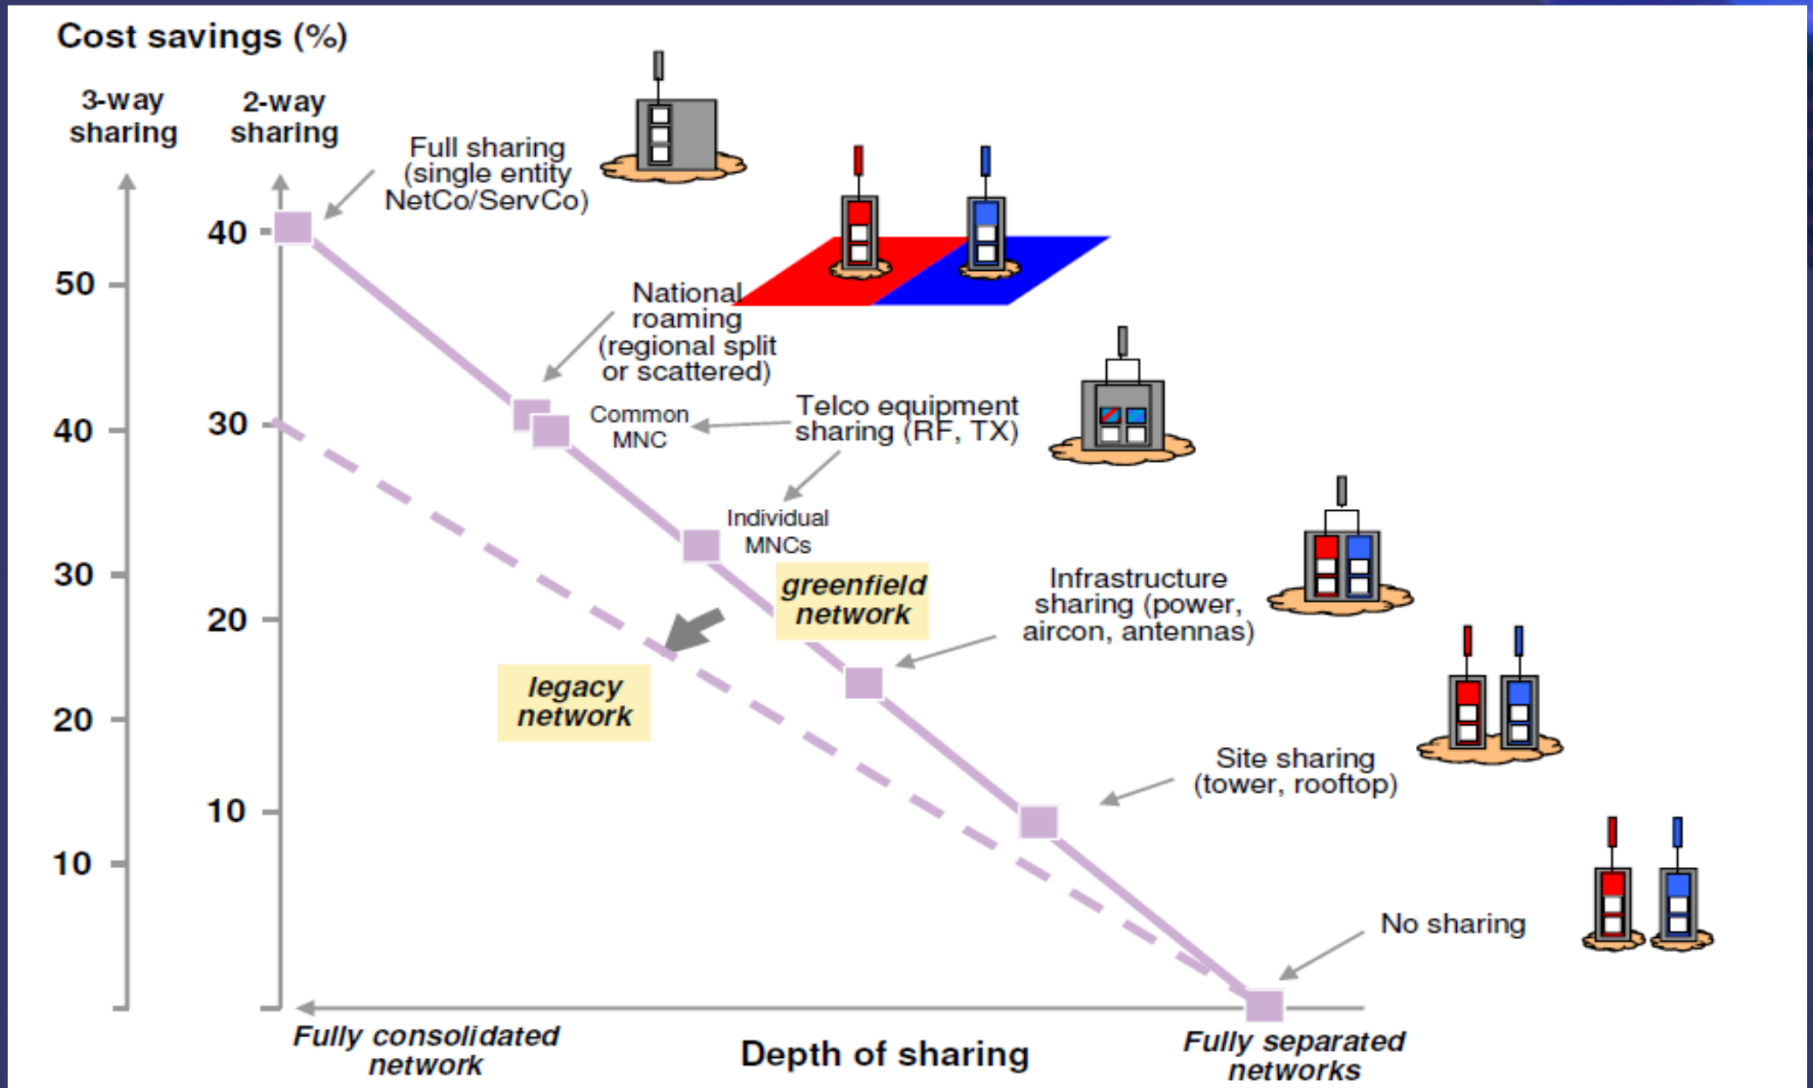 Cost savings (%)
3-way
sharing
2-way
sharing
Full sharing
(single entity
NetCo/ServCo)
40
50
National
roaming
(regional split
or scattered)
Common
MNC
Telco equipment
sharing (RF, TX)
30
40
Individual
MNCs
greenfield
network
Infrastructure
sharing (power,
aircon, antennas)
30
20
legacy
network
20
Site sharing
(tower, rooftop)
10
10
No sharing
Fully consolidated
network
Depth of sharing
Fully separated
networks